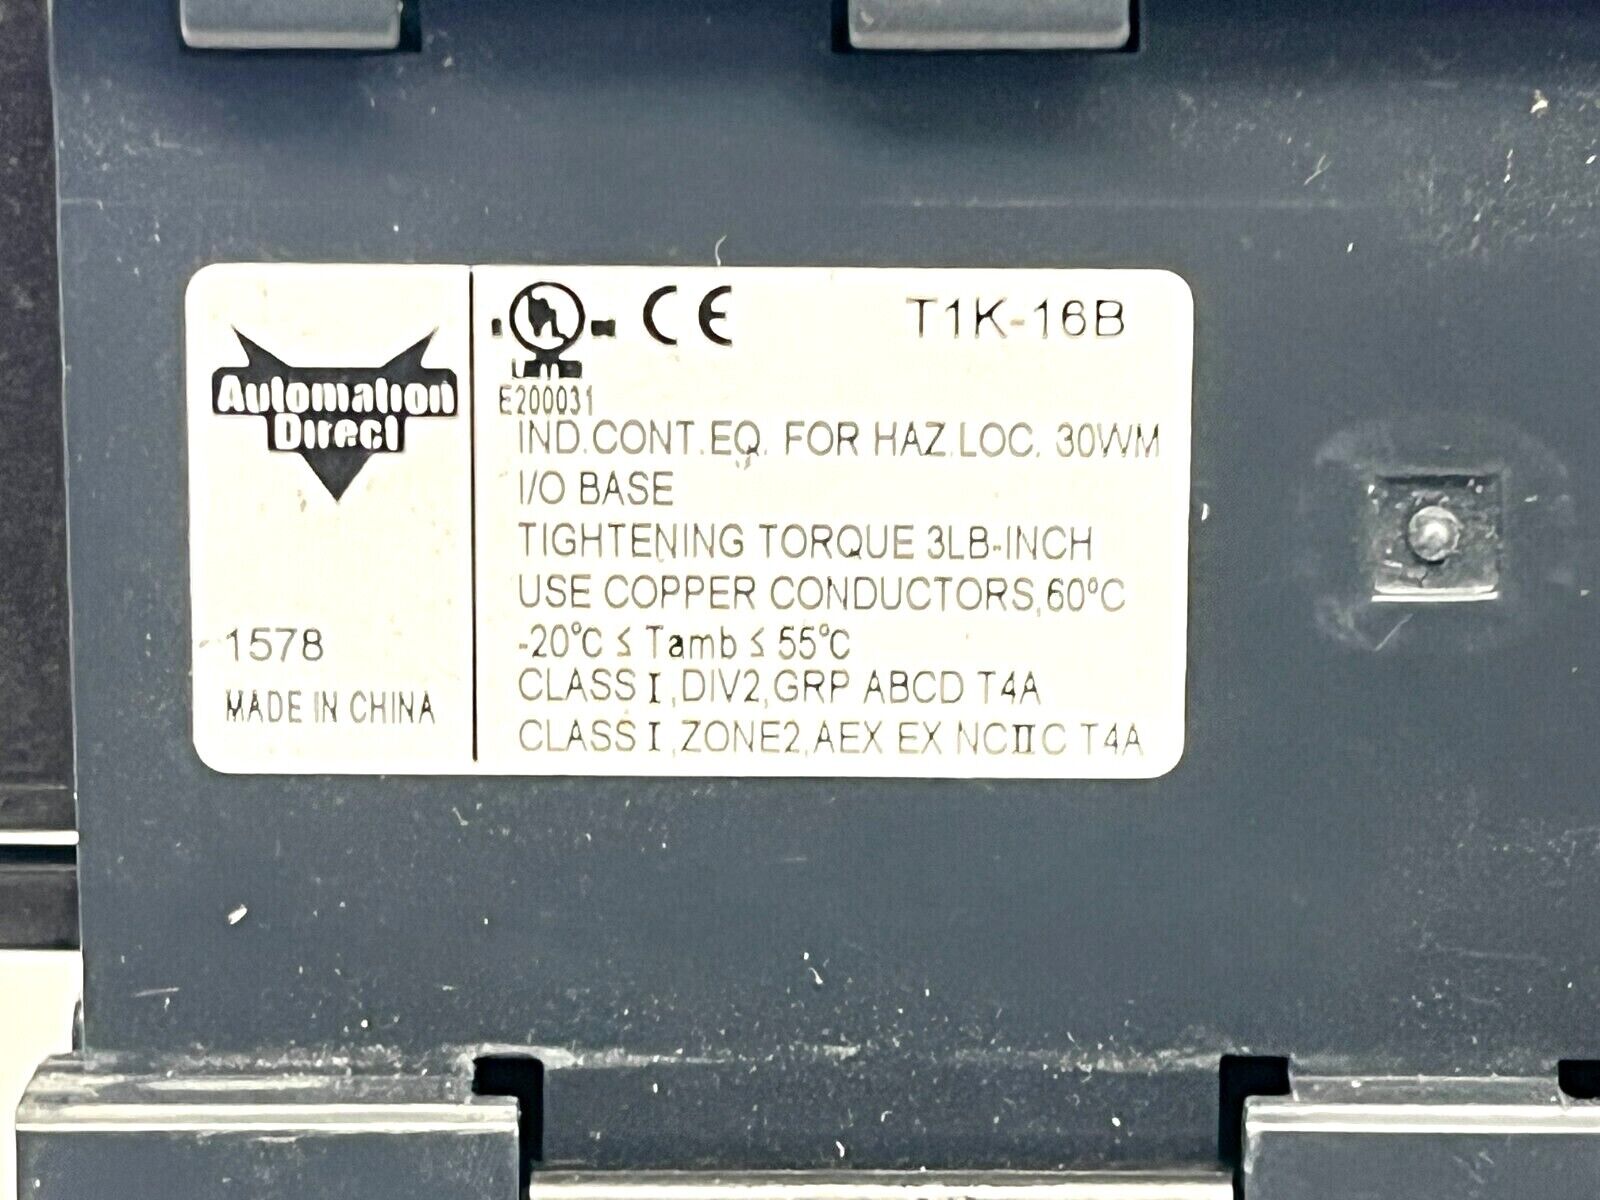 Automation
Direct
1578
MADE IN CHINA
CE T1K-16B
E200031
IND.CONT.EQ. FOR HAZ.LOC. 30WM
I/O BASE
TIGHTENING TORQUE 3LB-INCH
USE COPPER CONDUCTORS,60°C
-20°C ≤ Tamb ≤ 55°C
CLASS I,DIV2,GRP ABCD T4A
CLASS I,ZONE2,AEX EX NCIIC T4A